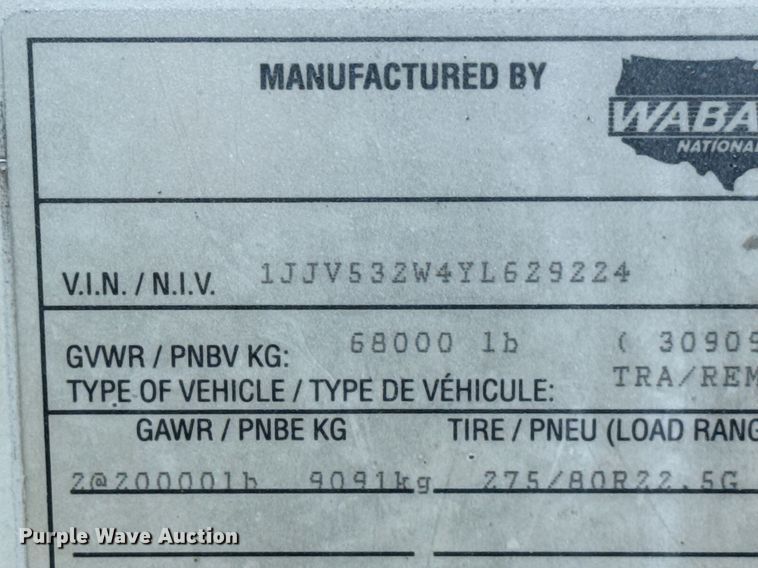 MANUFACTURED BY
WABA
NATIONAL
V.I.N. / N.I.V. 1JJV532W4YL629224
GVWR / PNBV KG: 68000 lb ( 30909
TYPE OF VEHICLE / TYPE DE VÉHICULE: TRA/REM
GAWR / PNBE KG TIRE / PNEU (LOAD RANG
2@20000lb 9091kg 275/80R22.5G
Purple Wave Auction